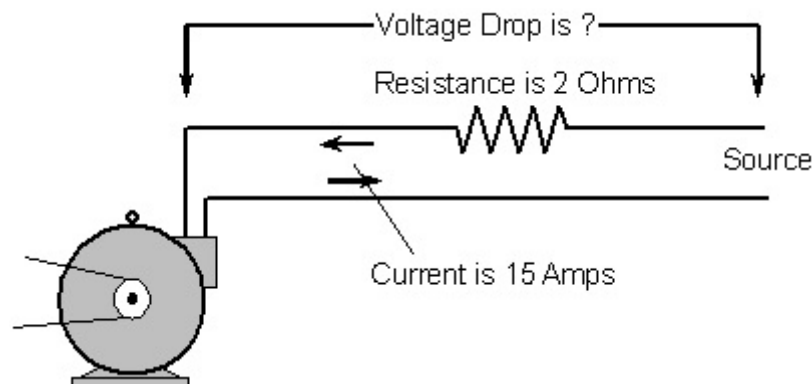 Voltage Drop is ?
Resistance is 2 Ohms
Source
Current is 15 Amps